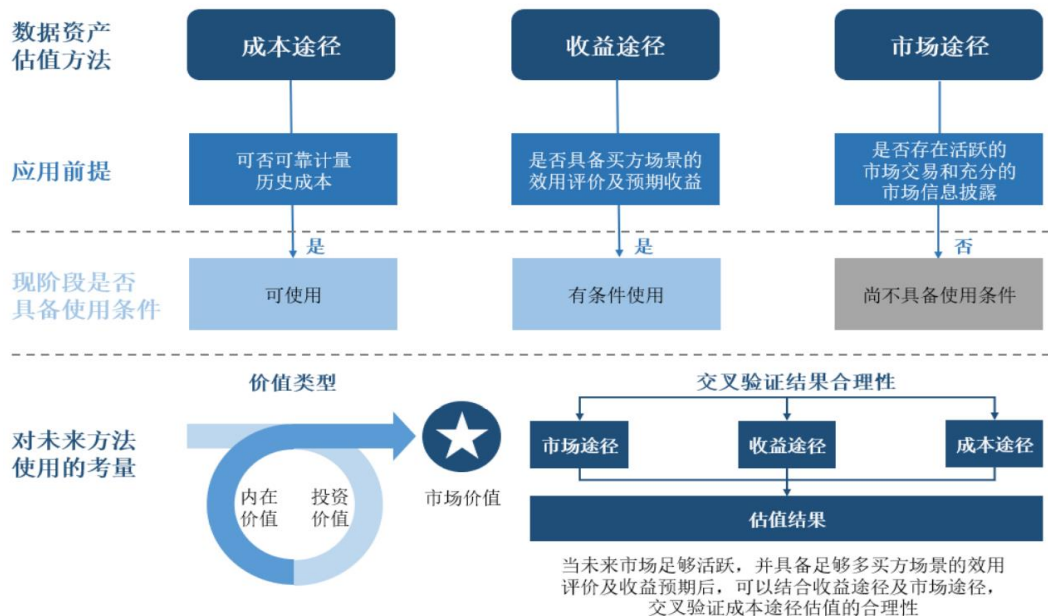 数据资产
估值方法
成本途径
收益途径
市场途径
应用前提
可否可靠计量
历史成本
是否具备买方场景的
效用评价及预期收益
是否存在活跃的
市场交易和充分的
市场信息披露
是
是
否
现阶段是否
具备使用条件
可使用
有条件使用
尚不具备使用条件
对未来方法
使用的考量
价值类型
内在
价值
投资
价值
市场价值
交叉验证结果合理性
市场途径
收益途径
成本途径
估值结果
当未来市场足够活跃，并具备足够多买方场景的效用
评价及收益预期后，可以结合收益途径及市场途径，
交叉验证成本途径估值的合理性